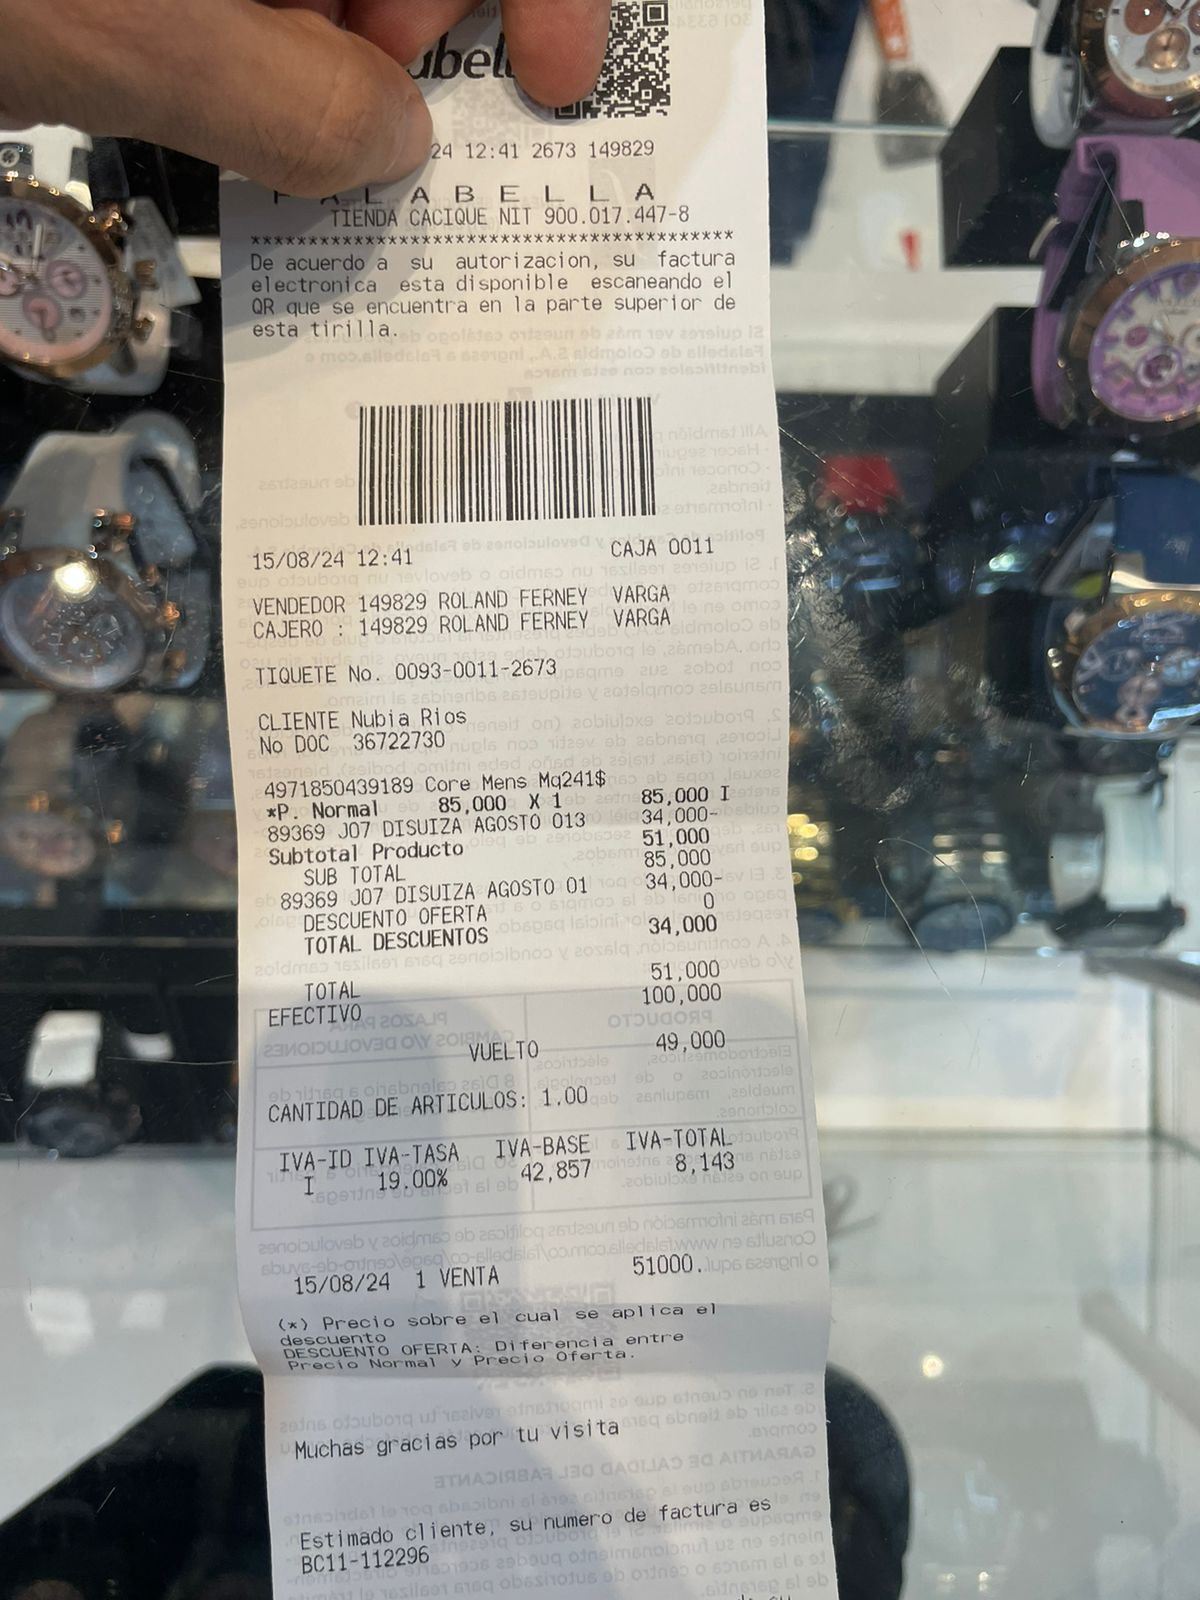 24 12:41 2673 149829
FALABELLA
TIENDA CACIQUE NIT 900.017.447-8
******************************************
De acuerdo a su autorizacion, su factura
electronica esta disponible escaneando el
QR que se encuentra en la parte superior de
esta tirilla.
15/08/24 12:41 CAJA 0011
VENDEDOR 149829 ROLAND FERNEY VARGA
CAJERO : 149829 ROLAND FERNEY VARGA
TIQUETE No. 0093-0011-2673
CLIENTE Nubia Rios
No DOC 36722730
4971850439189 Core Mens Mq241$
*P. Normal 85,000 X 1 85,000 I
89369 J07 DISUIZA AGOSTO 013 34,000-
Subtotal Producto 51,000
SUB TOTAL 85,000
89369 J07 DISUIZA AGOSTO 01 34,000-
DESCUENTO OFERTA 0
TOTAL DESCUENTOS 34,000
TOTAL 51,000
EFECTIVO 100,000
VUELTO 49,000
CANTIDAD DE ARTICULOS: 1.00
IVA-ID IVA-TASA IVA-BASE IVA-TOTAL
I 19.00% 42,857 8,143
15/08/24 1 VENTA 51000.
(*) Precio sobre el cual se aplica el
descuento
DESCUENTO OFERTA: Diferencia entre
Precio Normal y Precio Oferta.
Muchas gracias por tu visita
Estimado cliente, su numero de factura es
BC11-112296